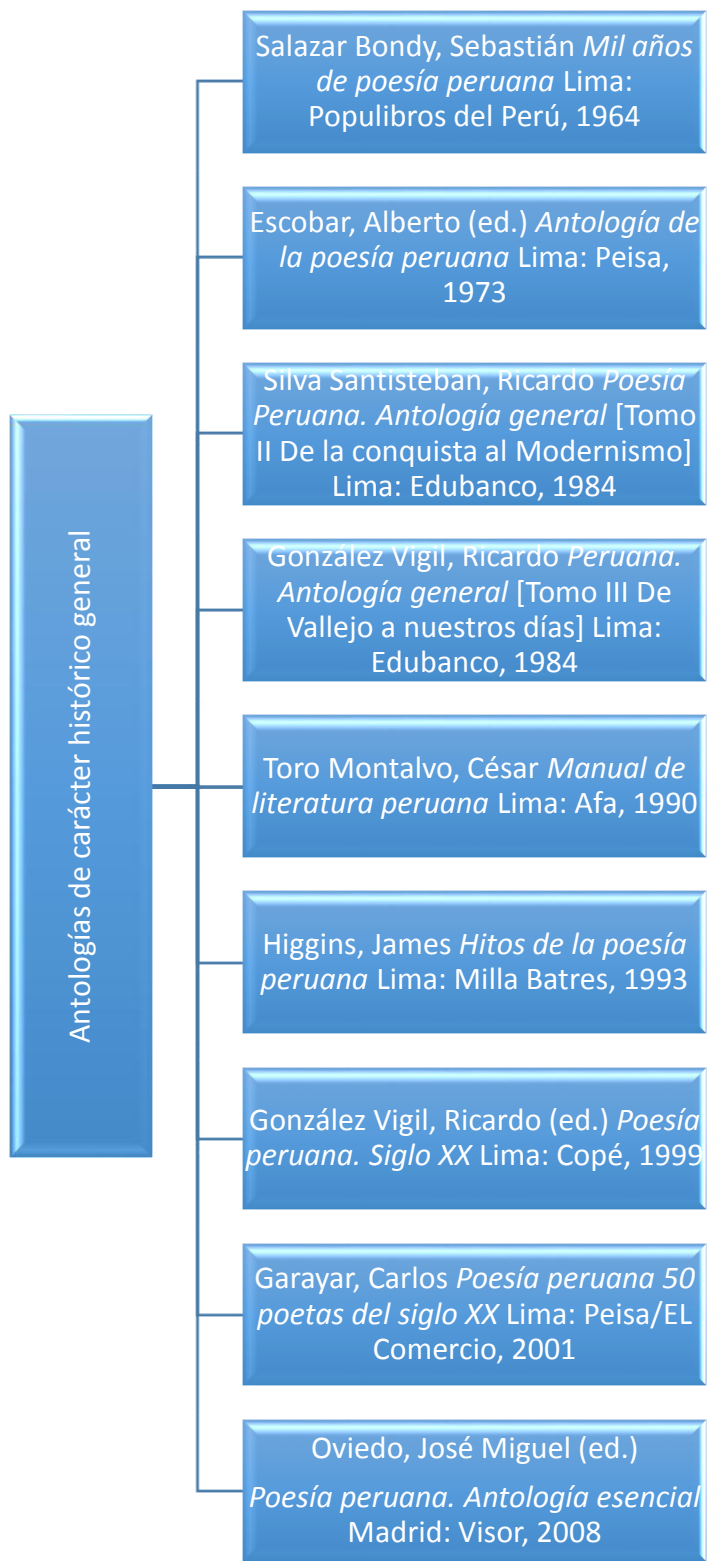 Antologías de carácter histórico general
Salazar Bondy, Sebastián Mil años
de poesía peruana Lima:
Populibros del Perú, 1964
Escobar, Alberto (ed.) Antología de
la poesía peruana Lima: Peisa,
1973
Silva Santisteban, Ricardo Poesía
Peruana. Antología general [Tomo
II De la conquista al Modernismo]
Lima: Edubanco, 1984
González Vigil, Ricardo Peruana.
Antología general [Tomo III De
Vallejo a nuestros días] Lima:
Edubanco, 1984
Toro Montalvo, César Manual de
literatura peruana Lima: Afa, 1990
Higgins, James Hitos de la poesía
peruana Lima: Milla Batres, 1993
González Vigil, Ricardo (ed.) Poesía
peruana. Siglo XX Lima: Copé, 1999
Garayar, Carlos Poesía peruana 50
poetas del siglo XX Lima: Peisa/EL
Comercio, 2001
Oviedo, José Miguel (ed.)
Poesía peruana. Antología esencial
Madrid: Visor, 2008